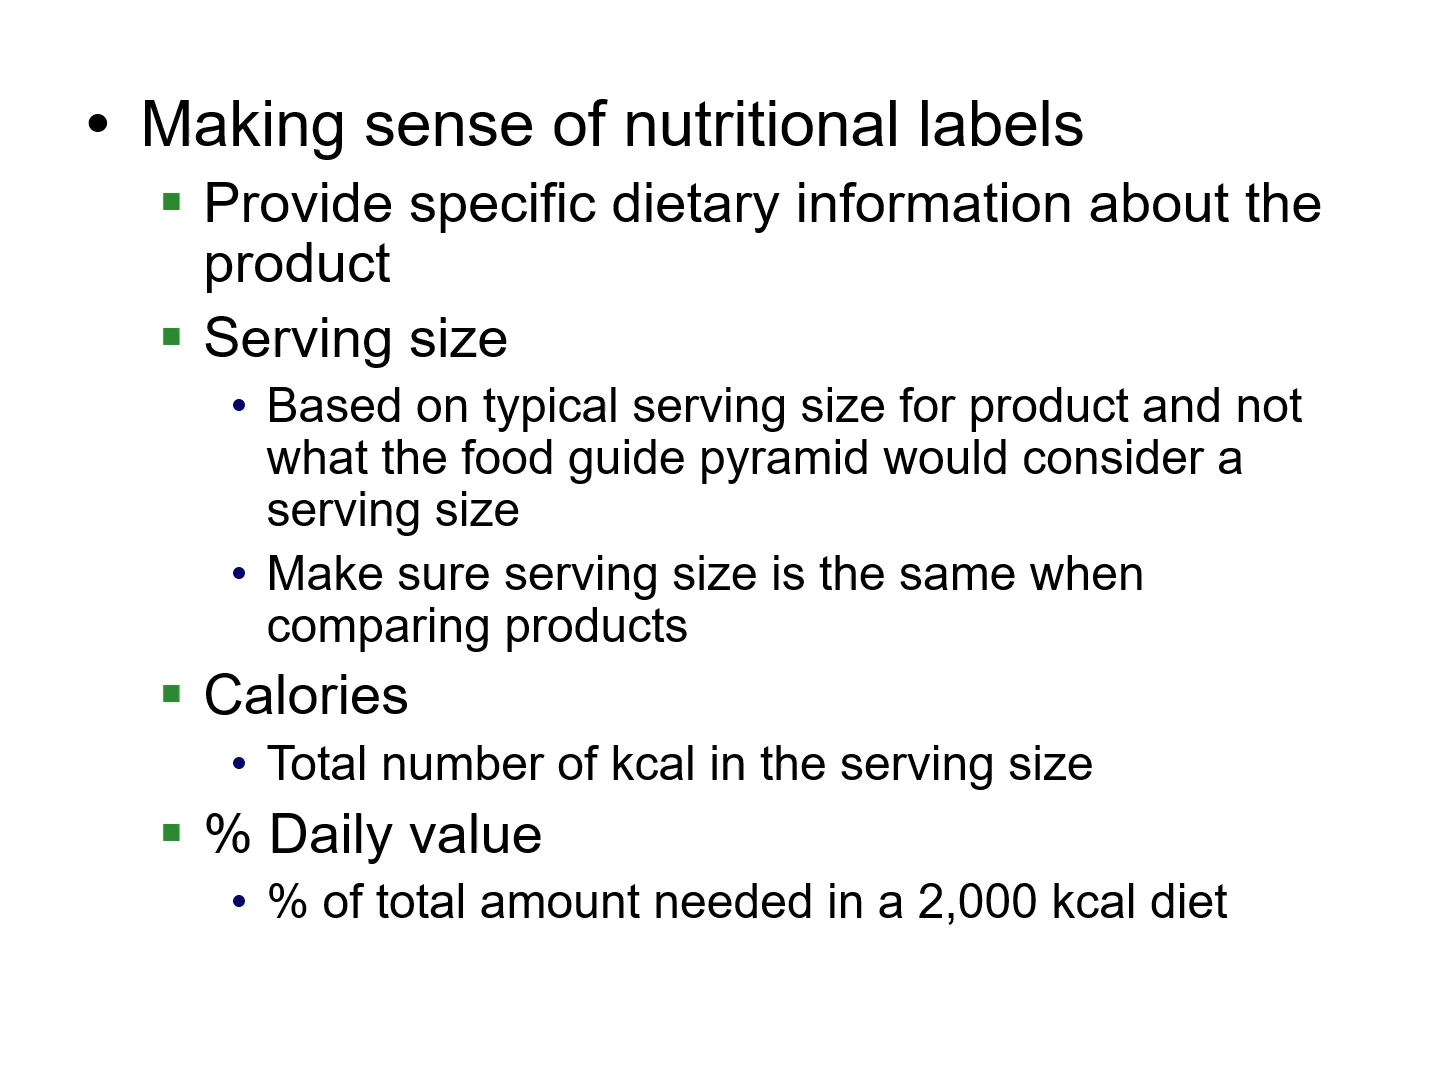 • Making sense of nutritional labels
▪ Provide specific dietary information about the
product
▪ Serving size
• Based on typical serving size for product and not
what the food guide pyramid would consider a
serving size
• Make sure serving size is the same when
comparing products
▪ Calories
• Total number of kcal in the serving size
▪ % Daily value
• % of total amount needed in a 2,000 kcal diet